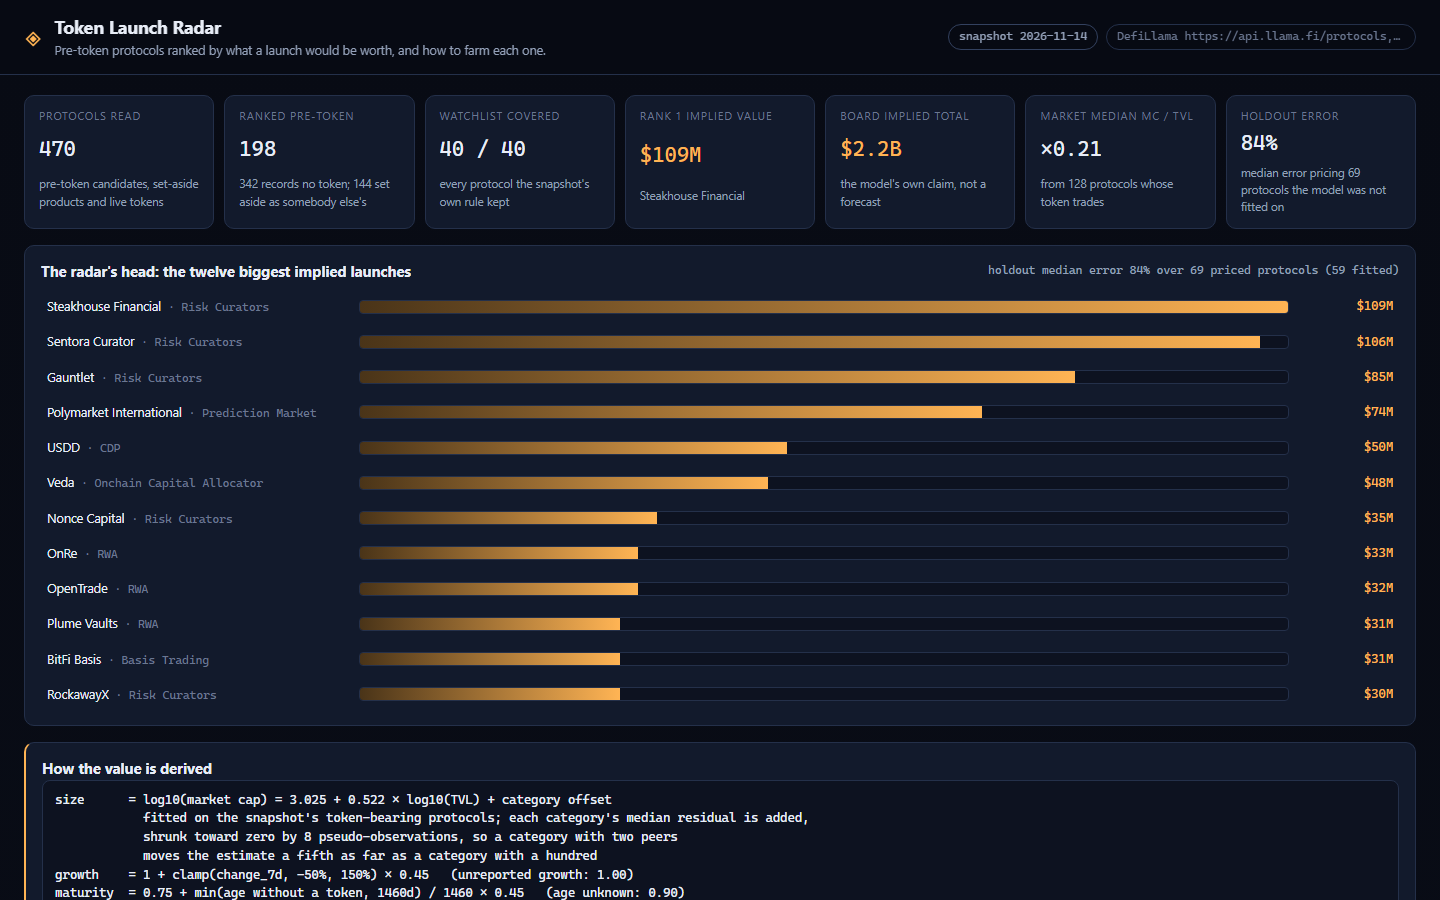 Token Launch Radar
Pre-token protocols ranked by what a launch would be worth, and how to farm each one.
snapshot 2026-11-14
DefiLlama https://api.llama.fi/protocols,…
PROTOCOLS READ
470
pre-token candidates, set-aside
products and live tokens
RANKED PRE-TOKEN
198
342 records no token; 144 set
aside as somebody else's
WATCHLIST COVERED
40 / 40
every protocol the snapshot's
own rule kept
RANK 1 IMPLIED VALUE
$109M
Steakhouse Financial
BOARD IMPLIED TOTAL
$2.2B
the model's own claim, not a
forecast
MARKET MEDIAN MC / TVL
×0.21
from 128 protocols whose
token trades
HOLDOUT ERROR
84%
median error pricing 69
protocols the model was not
fitted on
The radar's head: the twelve biggest implied launches
holdout median error 84% over 69 priced protocols (59 fitted)
Steakhouse Financial · Risk Curators $109M
Sentora Curator · Risk Curators $106M
Gauntlet · Risk Curators $85M
Polymarket International · Prediction Market $74M
USDD · CDP $50M
Veda · Onchain Capital Allocator $48M
Nonce Capital · Risk Curators $35M
OnRe · RWA $33M
OpenTrade · RWA $32M
Plume Vaults · RWA $31M
BitFi Basis · Basis Trading $31M
RockawayX · Risk Curators $30M
How the value is derived
size = log10(market cap) = 3.025 + 0.522 × log10(TVL) + category offset
fitted on the snapshot's token-bearing protocols; each category's median residual is added,
shrunk toward zero by 8 pseudo-observations, so a category with two peers
moves the estimate a fifth as far as a category with a hundred
growth = 1 + clamp(change_7d, −50%, 150%) × 0.45 (unreported growth: 1.00)
maturity = 0.75 + min(age without a token, 1460d) / 1460 × 0.45 (age unknown: 0.90)